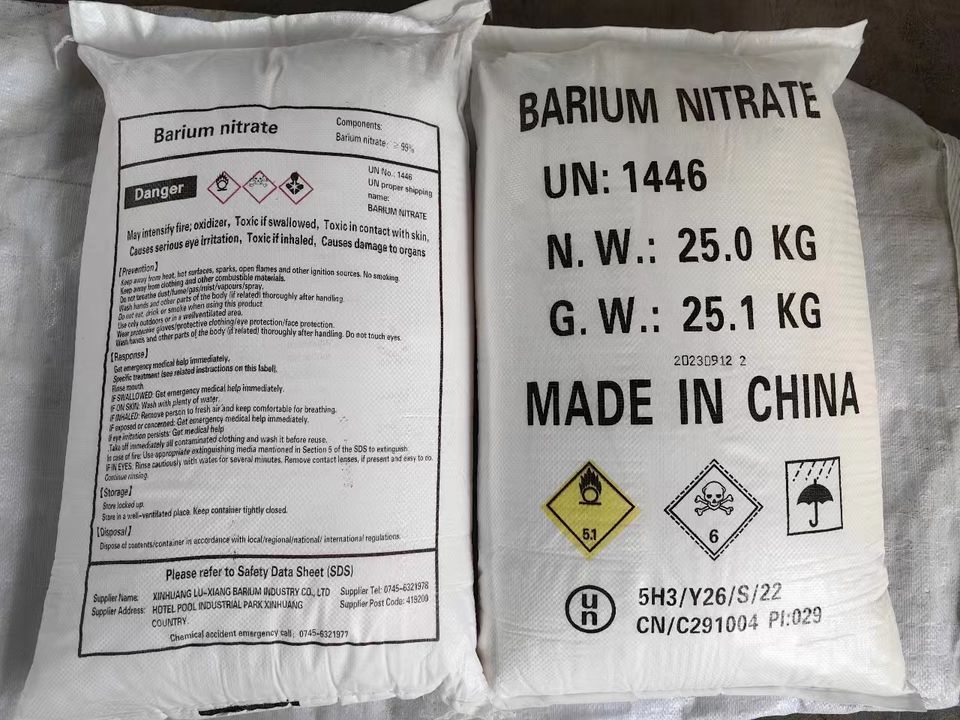 Barium nitrate
Components:
Barium nitrate: ≥ 99%
Danger
UN No.: 1446
UN proper shipping
name:
BARIUM NITRATE
May intensify fire; oxidizer, Toxic if swallowed, Toxic in contact with skin,
Causes serious eye irritation, Toxic if inhaled, Causes damage to organs
【Prevention】
Keep away from heat, hot surfaces, sparks, open flames and other ignition sources. No smoking.
Keep away from clothing and other combustible materials.
Do not breathe dust/fume/gas/mist/vapours/spray.
Wash hands and other parts of the body (if related) thoroughly after handling.
Do not eat, drink or smoke when using this product
Use only outdoors or in a wellventilated area.
Wear protective gloves/protective clothing/eye protection/face protection.
Wash hands and other parts of the body (if related) thoroughly after handling. Do not touch eyes.
【Response】
Get emergency medical help immediately.
Specific treatment (see related instructions on this label).
Rinse mouth
IF SWALLOWED: Get emergency medical help immediately.
IF ON SKIN: Wash with plenty of water.
IF INHALED: Remove person to fresh air and keep comfortable for breathing.
IF exposed or concerned: Get emergency medical help immediately.
If eye irritation persists: Get medical help
Take off immediately all contaminated clothing and wash it before reuse.
In case of fire: Use appropriate extinguishing media mentioned in Section 5 of the SDS to extinguish.
IF IN EYES: Rinse cautiously with water for several minutes. Remove contact lenses, if present and easy to do.
Continue rinsing.
【Storage】
Store locked up.
Store in a well-ventilated place. Keep container tightly closed.
【Disposal】
Dispose of contents/container in accordance with local/regional/national/ international regulations.
Please refer to Safety Data Sheet (SDS)
Supplier Name: XINHUANG LU-XIANG BARIUM INDUSTRY CO., LTD Supplier Tel: 0745-6321978
Supplier Address: HOTEL POOL INDUSTRIAL PARK XINHUANG Supplier Post Code: 419200
COUNTRY.
Chemical accident emergency call: 0745-6321977
BARIUM NITRATE
UN: 1446
N. W.: 25.0 KG
G. W.: 25.1 KG
20230912 2
MADE IN CHINA
5.1
6
un
5H3/Y26/S/22
CN/C291004 PI:029